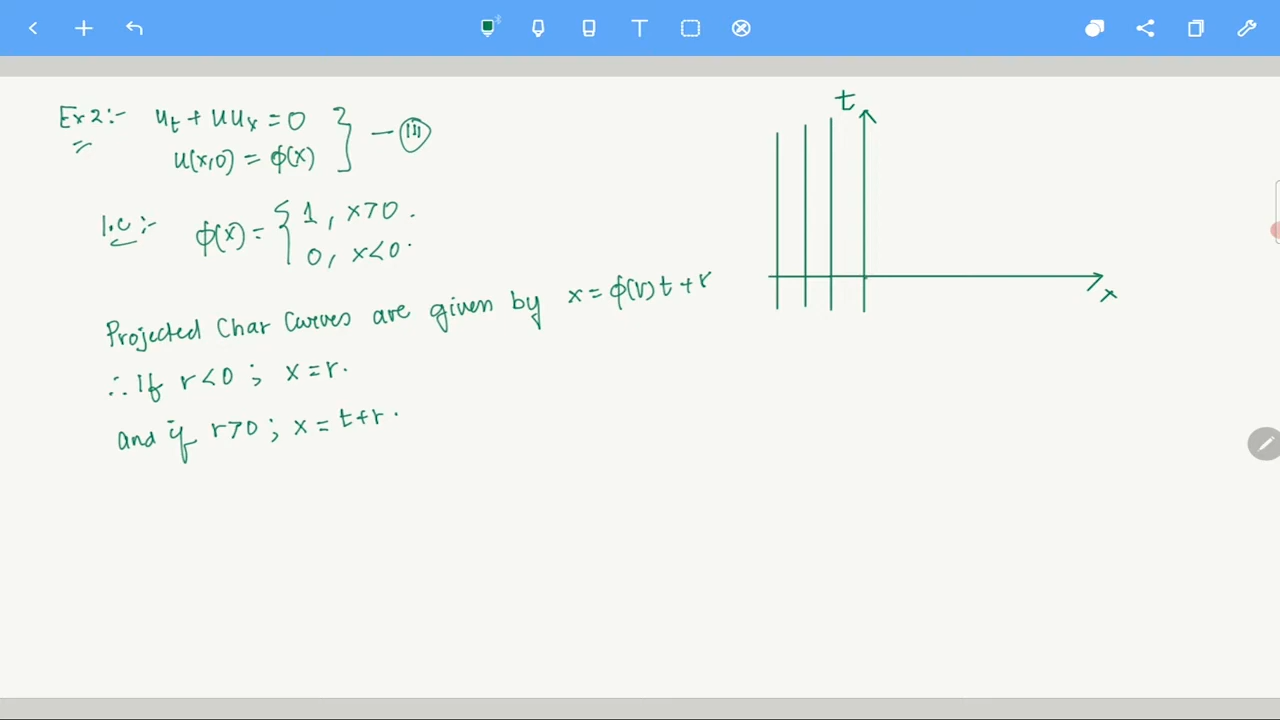 Ex 2:- u_t + u u_x = 0
u(x,0) = ϕ(x) } — (III)
I.C :- ϕ(x) = { 1, x>0.
0, x<0.
Projected Char Curves are given by x = ϕ(r)t + r
∴ If r<0 ; x = r.
and if r>0 ; x = t+r.
t
x
T